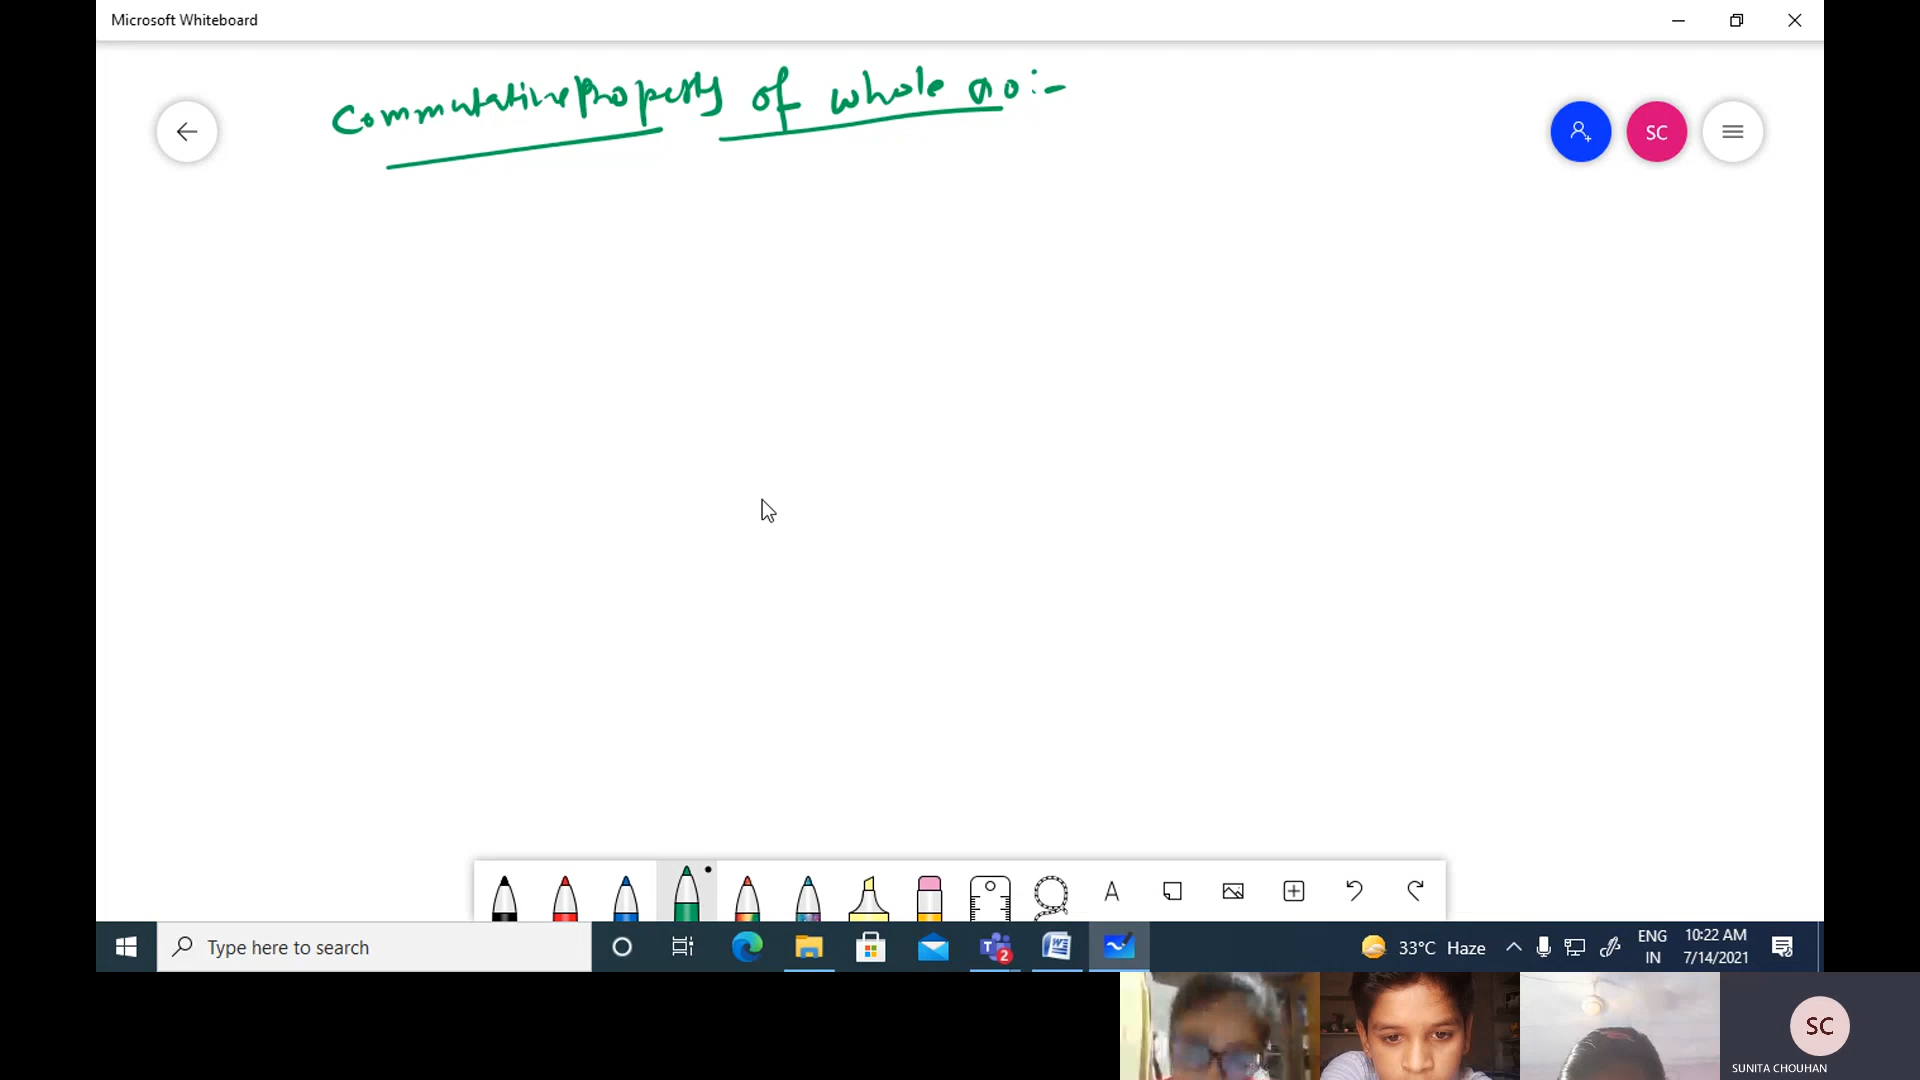 Microsoft Whiteboard
Commutative Property of whole no:-
SC
A
Type here to search
2
33°C Haze
ENG
IN
10:22 AM
7/14/2021
SC
SUNITA CHOUHAN